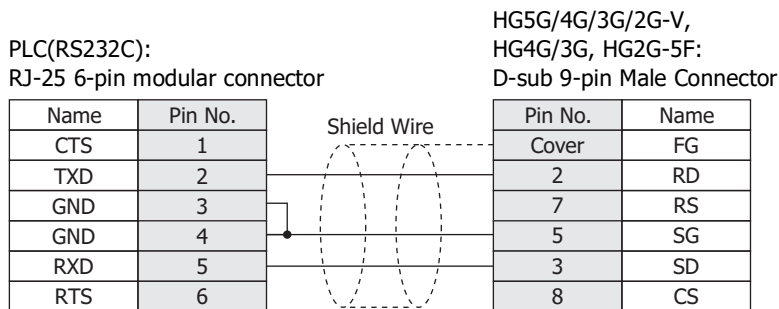 HG5G/4G/3G/2G-V,
PLC(RS232C): HG4G/3G, HG2G-5F:
RJ-25 6-pin modular connector D-sub 9-pin Male Connector
Name Pin No. Shield Wire Pin No. Name
CTS 1 Cover FG
TXD 2 2 RD
GND 3 7 RS
GND 4 5 SG
RXD 5 3 SD
RTS 6 8 CS